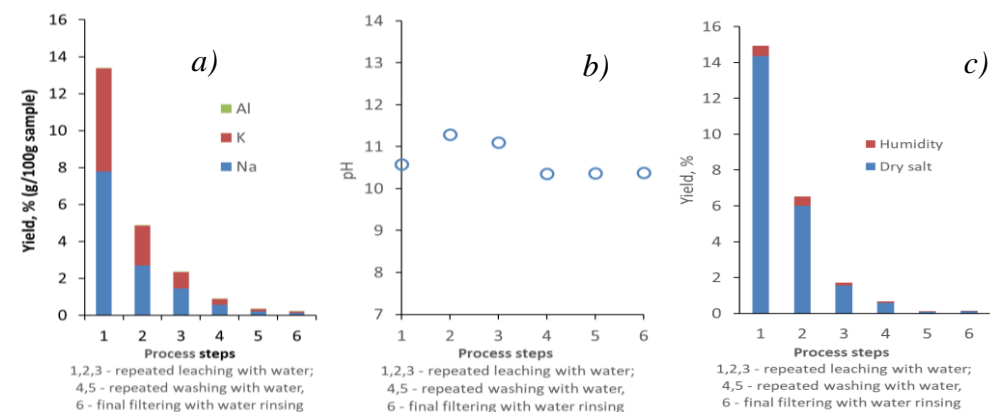 a)
Yield, % (g/100g sample)
16
14
12
10
8
6
4
2
0
Al
K
Na
1 2 3 4 5 6
Process steps
1,2,3 - repeated leaching with water;
4,5 - repeated washing with water,
6 - final filtering with water rinsing
b)
pH
14
13
12
11
10
9
8
7
1 2 3 4 5 6
Process steps
1,2,3 - repeated leaching with water;
4,5 - repeated washing with water,
6 - final filtering with water rinsing
c)
Yield, %
16
14
12
10
8
6
4
2
0
Humidity
Dry salt
1 2 3 4 5 6
Process steps
1,2,3 - repeated leaching with water;
4,5 - repeated washing with water,
6 - final filtering with water rinsing